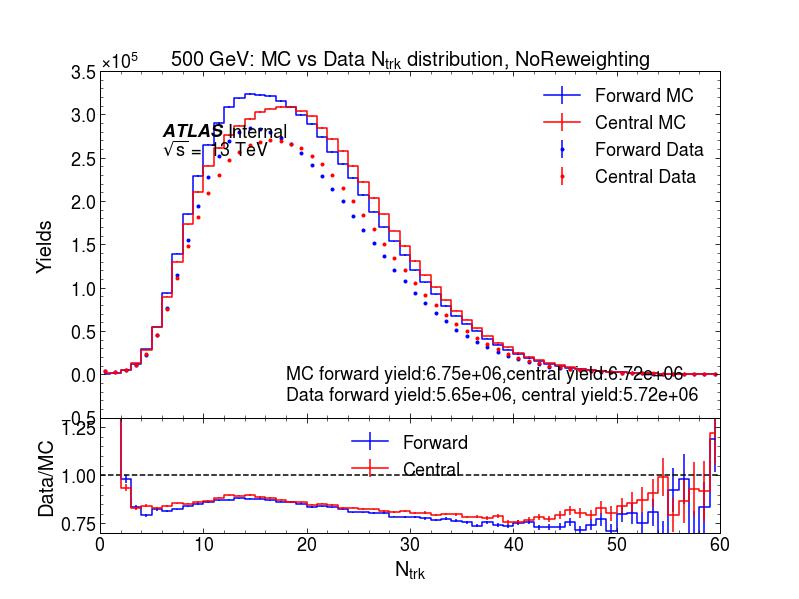 ×10⁵
500 GeV: MC vs Data N_trk distribution, NoReweighting
3.5
3.0
2.5
2.0
1.5
1.0
0.5
0.0
0.5
Yields
ATLAS Internal
√s = 13 TeV
Forward MC
Central MC
Forward Data
Central Data
MC forward yield:6.75e+06,central yield:6.72e+06
Data forward yield:5.65e+06, central yield:5.72e+06
1.25
1.00
0.75
Data/MC
Forward
Central
0 10 20 30 40 50 60
N_trk